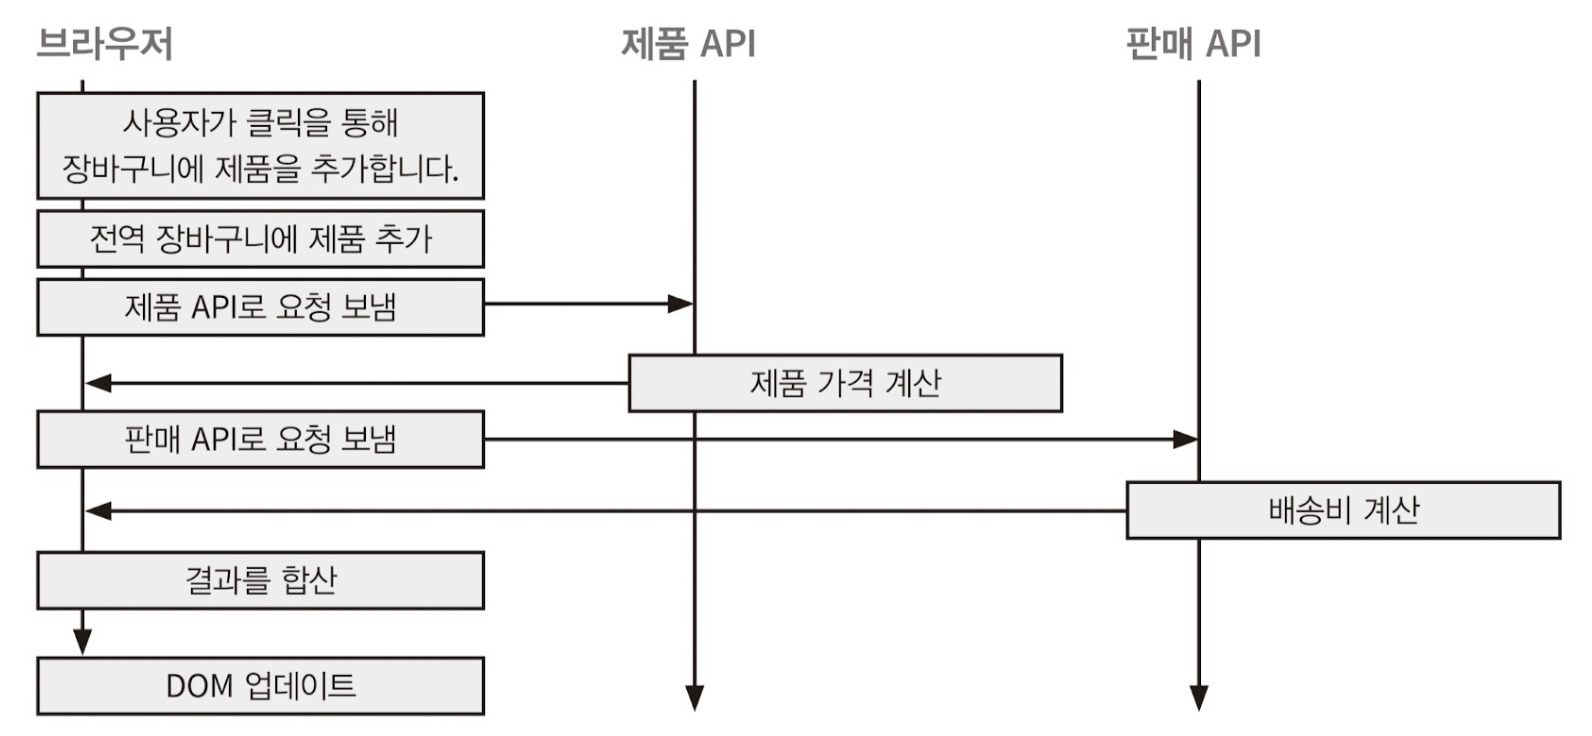 브라우저
제품 API
판매 API
사용자가 클릭을 통해
장바구니에 제품을 추가합니다.
전역 장바구니에 제품 추가
제품 API로 요청 보냄
제품 가격 계산
판매 API로 요청 보냄
배송비 계산
결과를 합산
DOM 업데이트